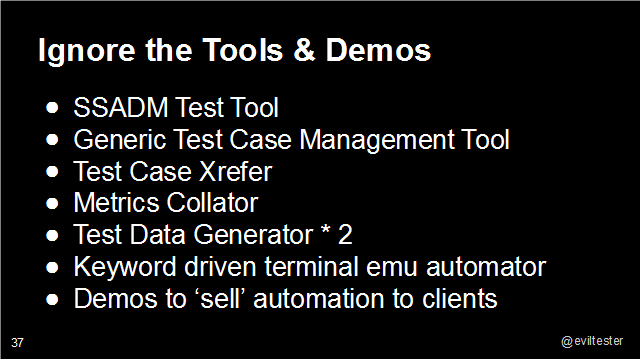 Ignore the Tools & Demos
● SSADM Test Tool
● Generic Test Case Management Tool
● Test Case Xrefer
● Metrics Collator
● Test Data Generator * 2
● Keyword driven terminal emu automator
● Demos to ‘sell’ automation to clients
37
@eviltester